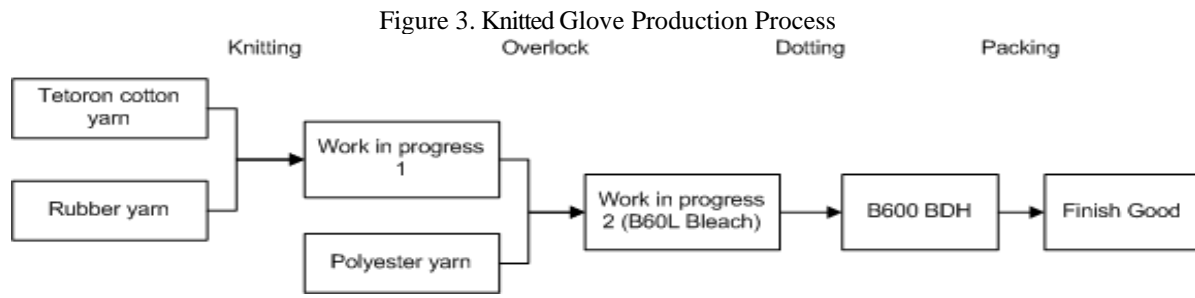 Figure 3. Knitted Glove Production Process
Knitting Overlock Dotting Packing
Tetoron cotton
yarn
Rubber yarn
Work in progress
1
Polyester yarn
Work in progress
2 (B60L Bleach)
B600 BDH
Finish Good